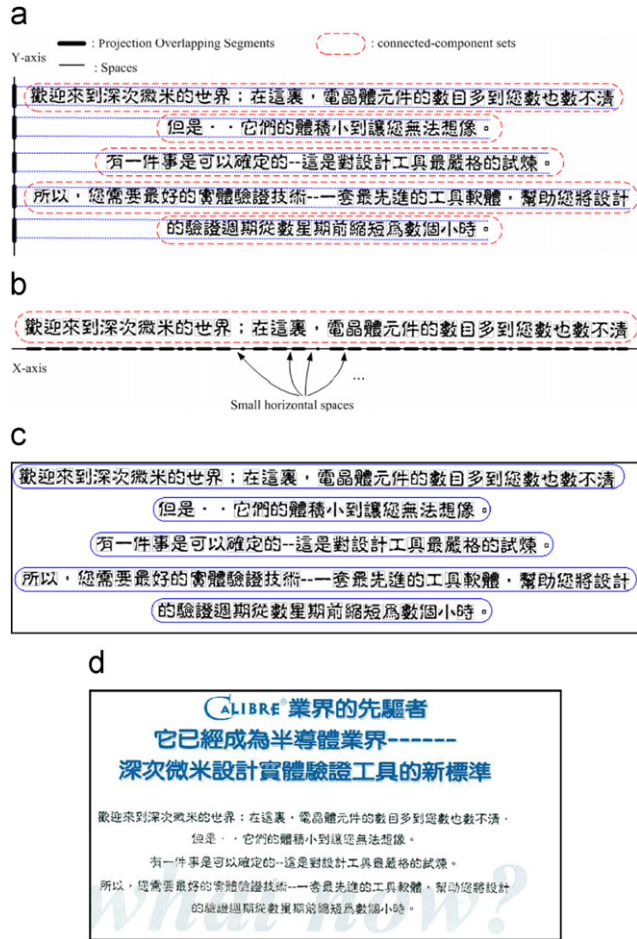 a
: Projection Overlapping Segments : connected-component sets
Y-axis
: Spaces
歡迎來到深次微米的世界；在這裏，電晶體元件的數目多到您數也數不清
但是．．它們的體積小到讓您無法想像。
有一件事是可以確定的--這是對設計工具最嚴格的試煉。
所以，您需要最好的實體驗證技術--一套最先進的工具軟體，幫助您將設計
的驗證週期從數星期前縮短爲數個小時。
b
歡迎來到深次微米的世界；在這裏，電晶體元件的數目多到您數也數不清
X-axis
...
Small horizontal spaces
c
歡迎來到深次微米的世界；在這裏，電晶體元件的數目多到您數也數不清
但是．．它們的體積小到讓您無法想像。
有一件事是可以確定的--這是對設計工具最嚴格的試煉。
所以，您需要最好的實體驗證技術--一套最先進的工具軟體，幫助您將設計
的驗證週期從數星期前縮短爲數個小時。
d
CALIBRE®業界的先驅者
它已經成為半導體業界------
深次微米設計實體驗證工具的新標準
歡迎來到深次微米的世界；在這裏，電晶體元件的數目多到您數也數不清．
但是．．它們的體積小到讓您無法想像。
有一件事是可以確定的--這是對設計工具最嚴格的試煉。
所以，您需要最好的實體驗證技術--一套最先進的工具軟體，幫助您將設計
的驗證週期從數星期前縮短爲數個小時。
what now?